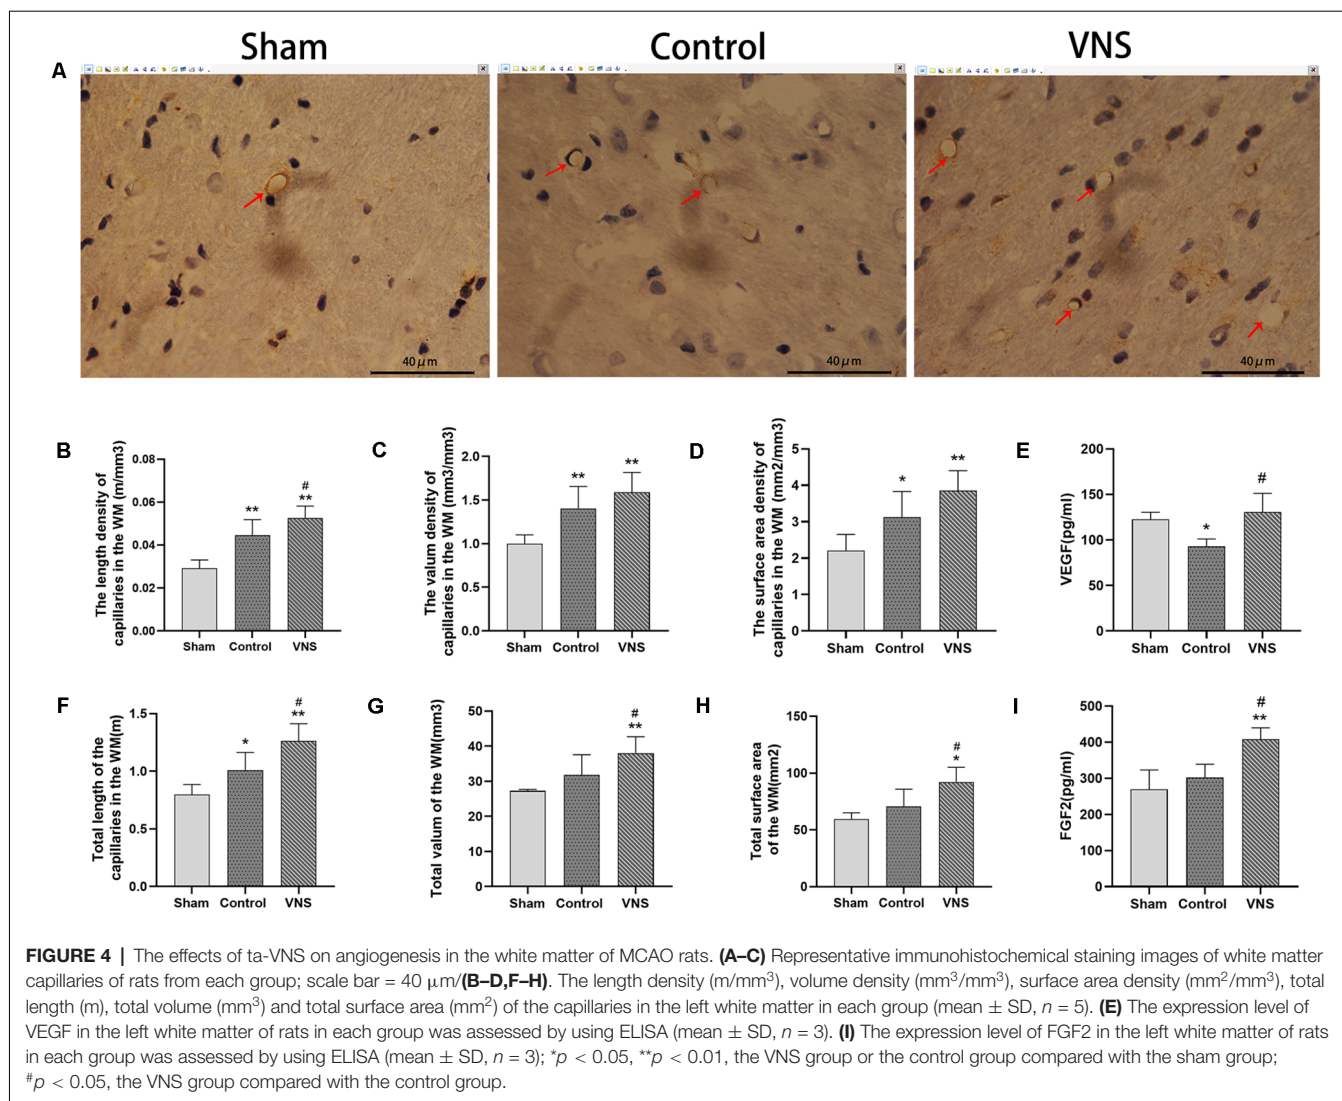 Sham Control VNS
A
40 μm 40 μm 40 μm
B
The length density of
capillaries in the WM (m/mm3)
0.08
0.06
0.04
0.02
0.00
** # **
Sham Control VNS
C
The valum density of
capillaries in the WM (mm3/mm3)
2.0
1.5
1.0
0.5
0.0
** **
Sham Control VNS
D
The surface area density of
capillaries in the WM (mm2/mm3)
5
4
3
2
1
0
* **
Sham Control VNS
E
VEGF(pg/ml)
200
150
100
50
0
* #
Sham Control VNS
F
Total length of the
capillaries in the WM(m)
1.5
1.0
0.5
0.0
* # **
Sham Control VNS
G
Total valum of the WM(mm3)
50
40
30
20
10
0
# **
Sham Control VNS
H
Total surface area
of the WM(mm2)
150
100
50
0
# *
Sham Control VNS
I
FGF2(pg/ml)
500
400
300
200
100
0
# **
Sham Control VNS
FIGURE 4 | The effects of ta-VNS on angiogenesis in the white matter of MCAO rats. (A–C) Representative immunohistochemical staining images of white matter
capillaries of rats from each group; scale bar = 40 μm/(B–D,F–H). The length density (m/mm³), volume density (mm³/mm³), surface area density (mm²/mm³), total
length (m), total volume (mm³) and total surface area (mm²) of the capillaries in the left white matter in each group (mean ± SD, n = 5). (E) The expression level of
VEGF in the left white matter of rats in each group was assessed by using ELISA (mean ± SD, n = 3). (I) The expression level of FGF2 in the left white matter of rats
in each group was assessed by using ELISA (mean ± SD, n = 3); *p < 0.05, **p < 0.01, the VNS group or the control group compared with the sham group;
#p < 0.05, the VNS group compared with the control group.